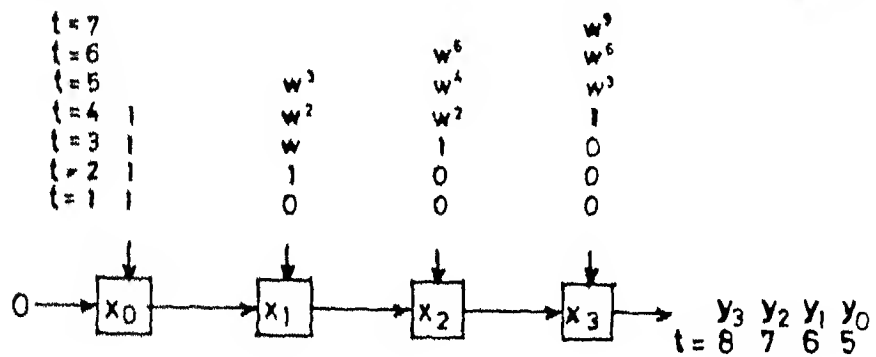 t = 7 w⁹
t = 6 w⁶ w⁶
t = 5 w³ w⁴ w³
t = 4 1 w² w² 1
t = 3 1 w 1 0
t = 2 1 1 0 0
t = 1 1 0 0 0
0 x₀ x₁ x₂ x₃ y₃ y₂ y₁ y₀
t = 8 7 6 5